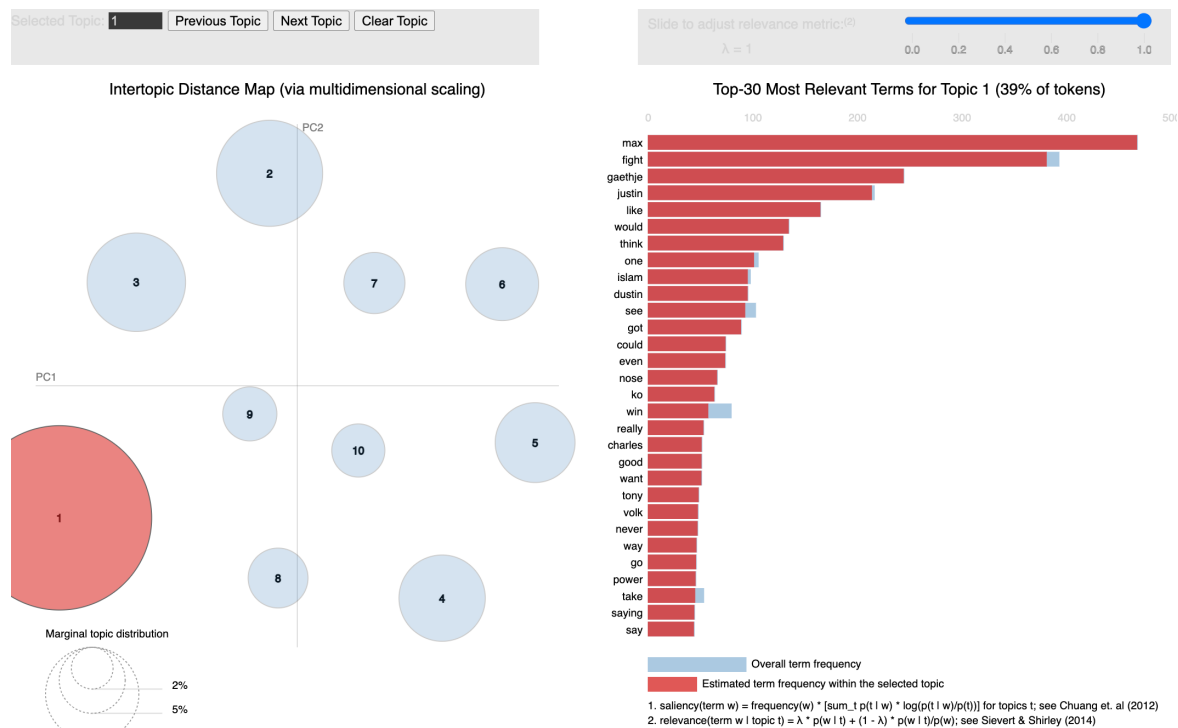 Selected Topic: 1 Previous Topic Next Topic Clear Topic
Slide to adjust relevance metric:(2)
λ = 1
0.0 0.2 0.4 0.6 0.8 1.0
Intertopic Distance Map (via multidimensional scaling)
PC2
PC1
2
3
7
6
9
10
5
1
8
4
Marginal topic distribution
2%
5%
Top-30 Most Relevant Terms for Topic 1 (39% of tokens)
0 100 200 300 400 500
max
fight
gaethje
justin
like
would
think
one
islam
dustin
see
got
could
even
nose
ko
win
really
charles
good
want
tony
volk
never
way
go
power
take
saying
say
Overall term frequency
Estimated term frequency within the selected topic
1. saliency(term w) = frequency(w) * [sum_t p(t | w) * log(p(t | w)/p(t))] for topics t; see Chuang et. al (2012)
2. relevance(term w | topic t) = λ * p(w | t) + (1 - λ) * p(w | t)/p(w); see Sievert & Shirley (2014)